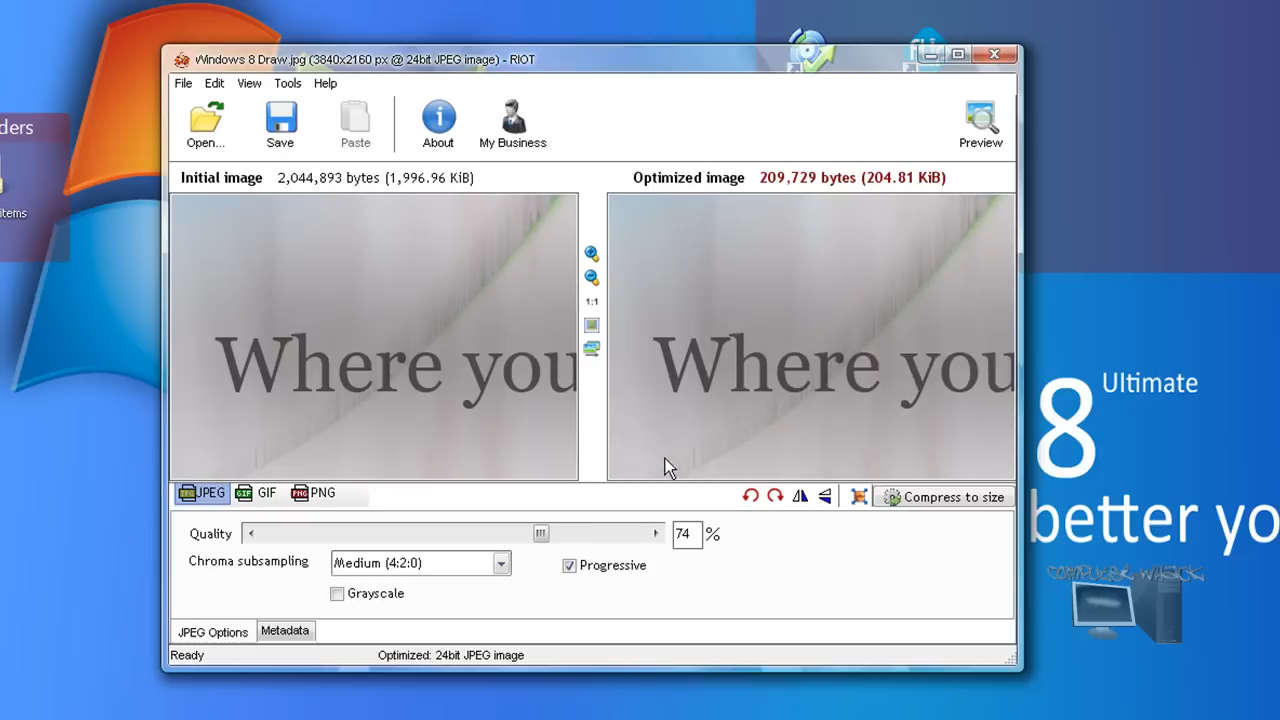 Windows 8 Draw.jpg (3840x2160 px @ 24bit JPEG image) - RIOT
File Edit View Tools Help
ders
Open... Save Paste About My Business Preview
Initial image 2,044,893 bytes (1,996.96 KiB) Optimized image 209,729 bytes (204.81 KiB)
items
1:1
Where you Where you
Ultimate
8
JPEG GIF PNG Compress to size
better yo
Quality 74 %
Chroma subsampling Medium (4:2:0) Progressive
COMPUTER WHACK
Grayscale
JPEG Options Metadata
Ready Optimized: 24bit JPEG image